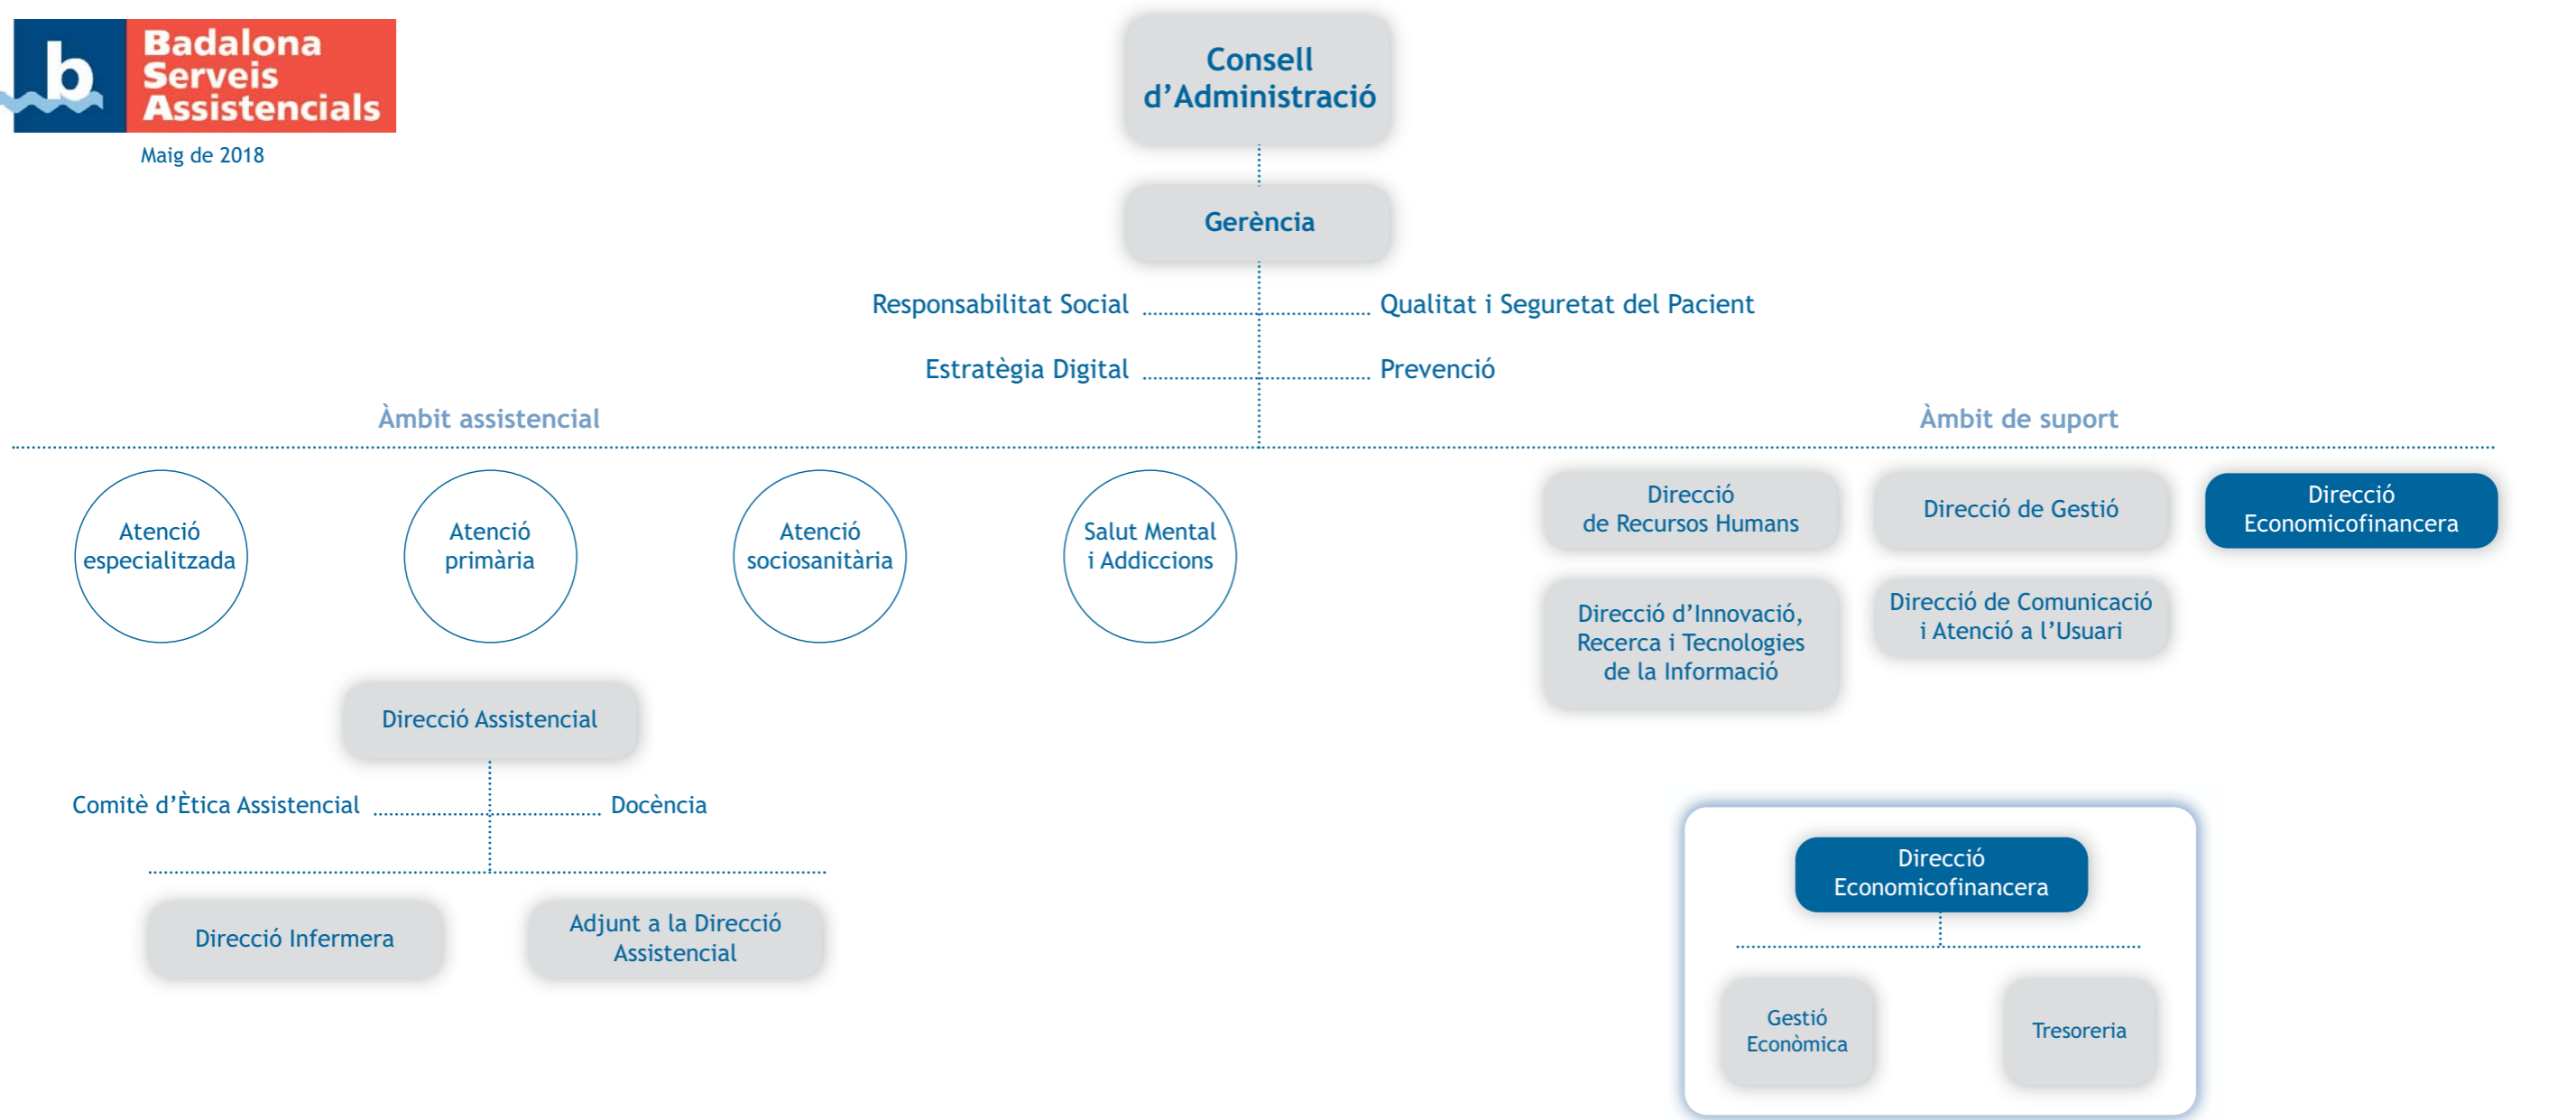 b
Badalona
Serveis
Assistencials
Maig de 2018
Consell
d’Administració
Gerència
Responsabilitat Social
Qualitat i Seguretat del Pacient
Estratègia Digital
Prevenció
Àmbit assistencial
Àmbit de suport
Atenció
especialitzada
Atenció
primària
Atenció
sociosanitària
Salut Mental
i Addiccions
Direcció
de Recursos Humans
Direcció de Gestió
Direcció
Economicofinancera
Direcció d’Innovació,
Recerca i Tecnologies
de la Informació
Direcció de Comunicació
i Atenció a l’Usuari
Direcció Assistencial
Comitè d’Ètica Assistencial
Docència
Direcció Infermera
Adjunt a la Direcció
Assistencial
Direcció
Economicofinancera
Gestió
Econòmica
Tresoreria